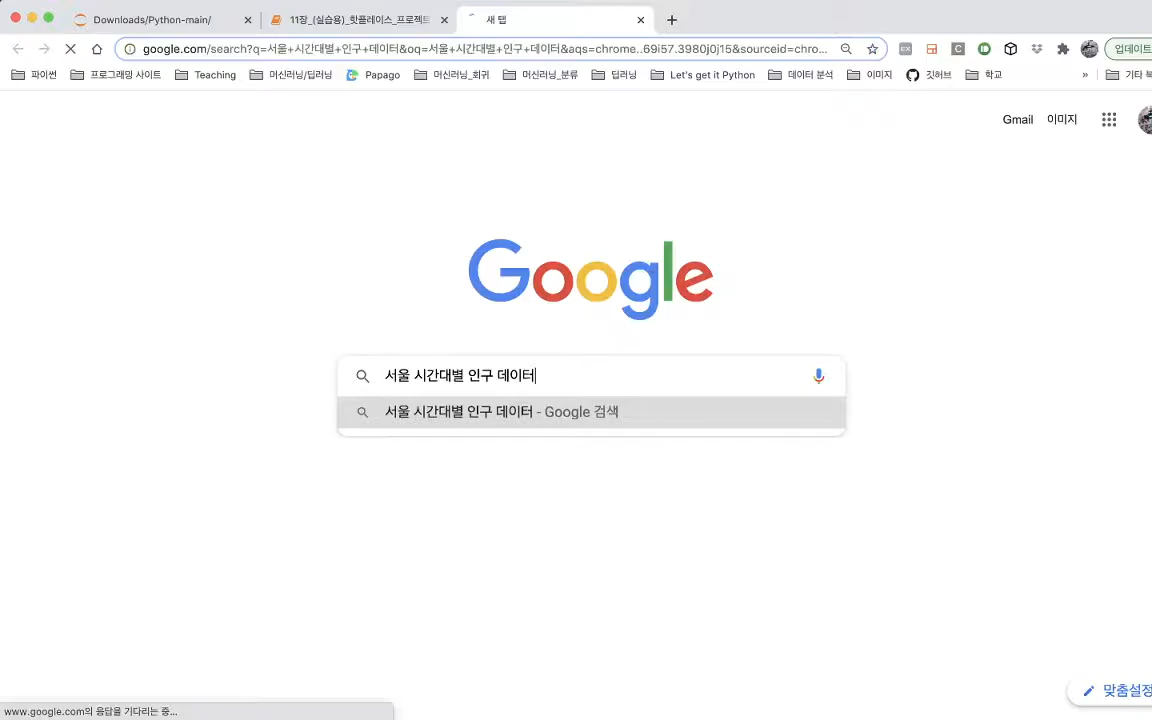 Downloads/Python-main/
11장_(실습용)_핫플레이스_프로젝트
새 탭
google.com/search?q=서울+시간대별+인구+데이터&oq=서울+시간대별+인구+데이터&aqs=chrome..69i57.3980j0j15&sourceid=chro...
업데이트
파이썬
프로그래밍 사이트
Teaching
머신러닝/딥러닝
Papago
머신러닝_회귀
머신러닝_분류
딥러닝
Let's get it Python
데이터 분석
이미지
깃허브
학교
»
기타 북
Gmail
이미지
Google
서울 시간대별 인구 데이터
서울 시간대별 인구 데이터 - Google 검색
맞춤설정
www.google.com의 응답을 기다리는 중...